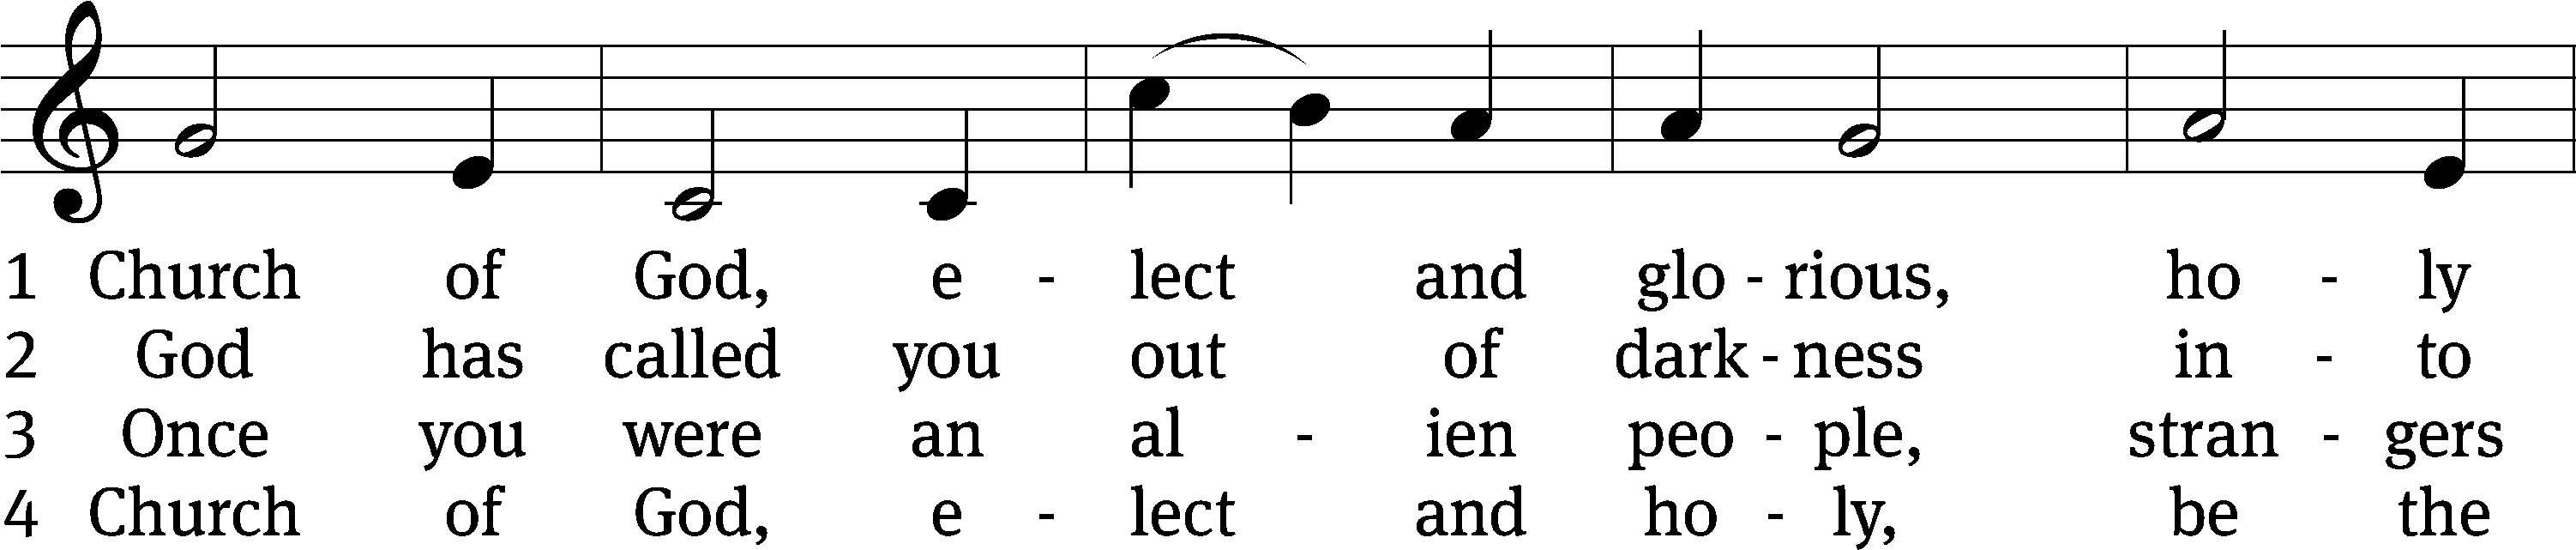 1 Church of God, e - lect and glo - rious, ho - ly
2 God has called you out of dark - ness in - to
3 Once you were an al - ien peo - ple, stran - gers
4 Church of God, e - lect and ho - ly, be the